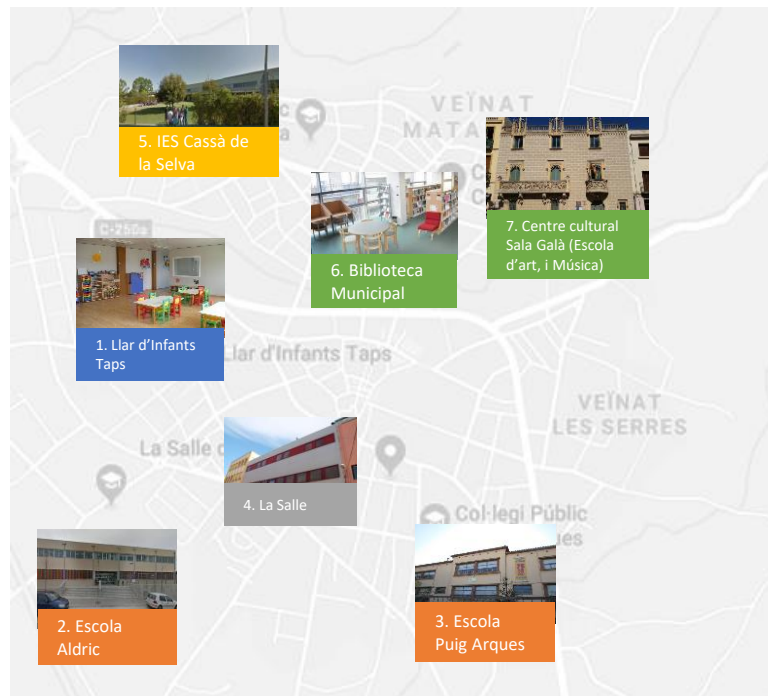 5. IES Cassà de
la Selva
VEÏNAT
MATA
7. Centre cultural
Sala Galà (Escola
d'art, i Música)
6. Biblioteca
Municipal
C-250a
1. Llar d'Infants
Taps
Llar d'Infants Taps
VEÏNAT
LES SERRES
La Salle
4. La Salle
Col·legi Públic
ues
2. Escola
Aldric
3. Escola
Puig Arques